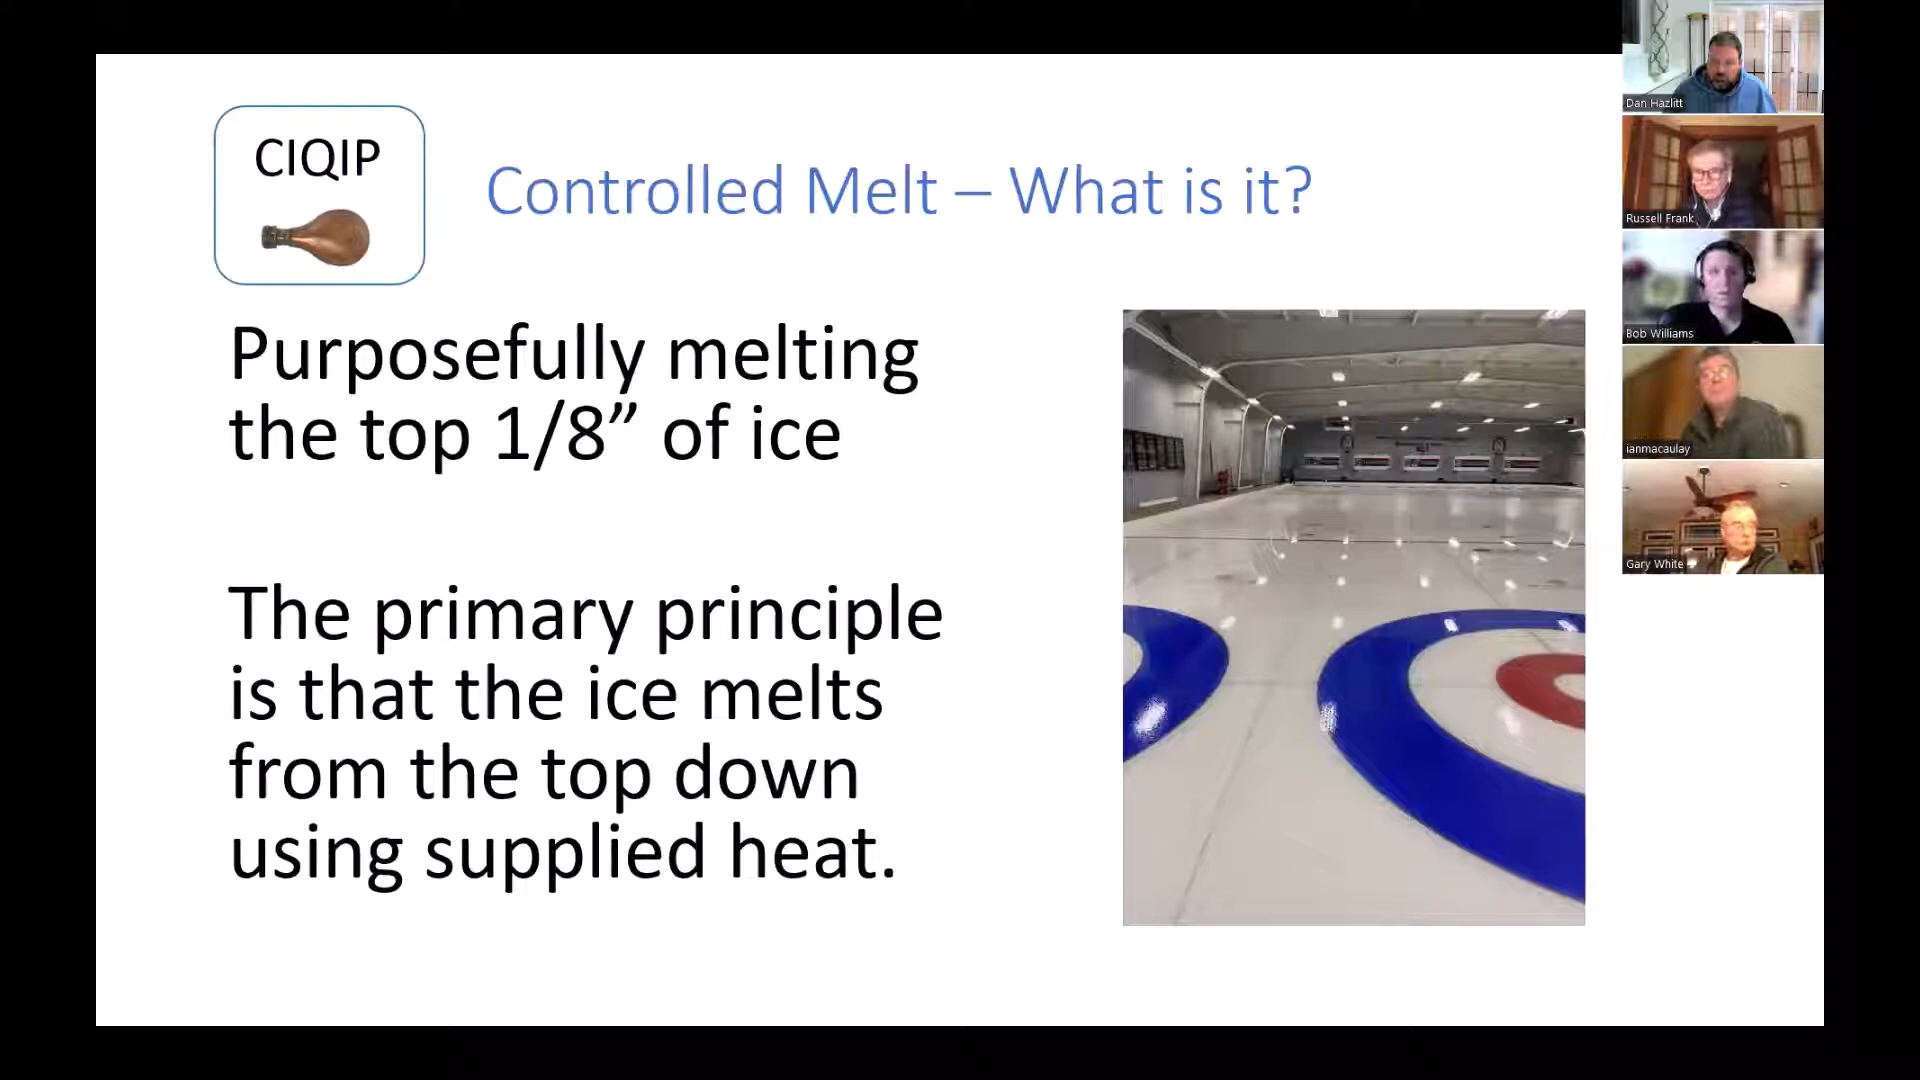 CIQIP
Controlled Melt – What is it?
Purposefully melting
the top 1/8” of ice
The primary principle
is that the ice melts
from the top down
using supplied heat.
Dan Hazlitt
Russell Frank
Bob Williams
ianmacaulay
Gary White